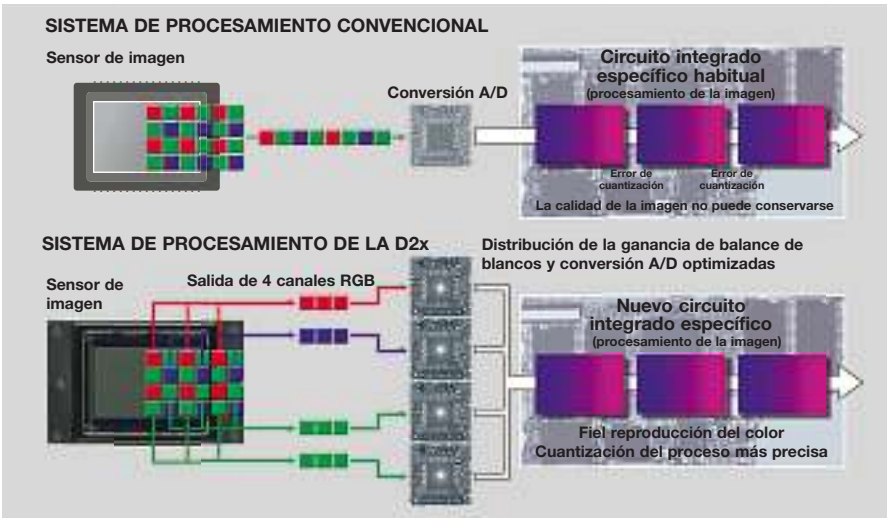 SISTEMA DE PROCESAMIENTO CONVENCIONAL
Sensor de imagen
Conversión A/D
Circuito integrado
específico habitual
(procesamiento de la imagen)
Error de
cuantización
Error de
cuantización
La calidad de la imagen no puede conservarse
SISTEMA DE PROCESAMIENTO DE LA D2x
Distribución de la ganancia de balance de
blancos y conversión A/D optimizadas
Sensor de
imagen
Salida de 4 canales RGB
Nuevo circuito
integrado específico
(procesamiento de la imagen)
Fiel reproducción del color
Cuantización del proceso más precisa